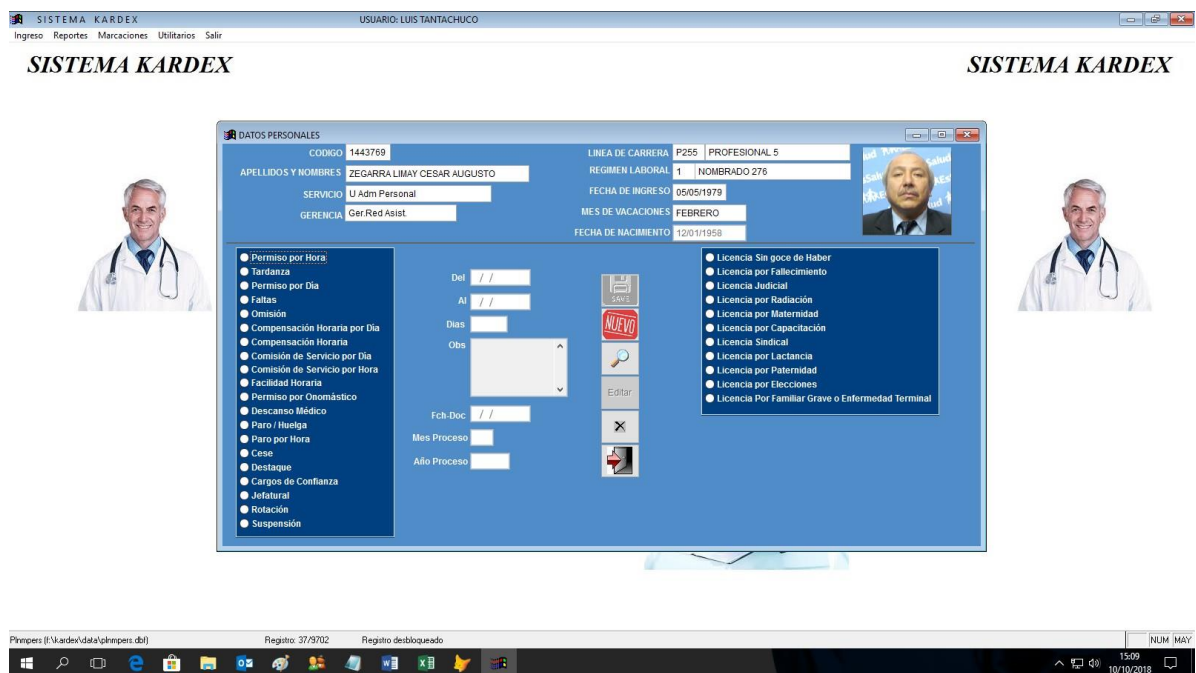 SISTEMA KARDEX
USUARIO: LUIS TANTACHUCO
Ingreso Reportes Marcaciones Utilitarios Salir
SISTEMA KARDEX
SISTEMA KARDEX
DATOS PERSONALES
CODIGO 1443769
LINEA DE CARRERA P255 PROFESIONAL 5
APELLIDOS Y NOMBRES ZEGARRA LIMAY CESAR AUGUSTO
REGIMEN LABORAL 1 NOMBRADO 276
SERVICIO U Adm Personal
FECHA DE INGRESO 05/05/1979
GERENCIA Ger.Red Asist.
MES DE VACACIONES FEBRERO
FECHA DE NACIMIENTO 12/01/1958
Permiso por Hora
Tardanza
Permiso por Dia
Faltas
Omisión
Compensación Horaria por Dia
Compensación Horaria
Comisión de Servicio por Dia
Comisión de Servicio por Hora
Facilidad Horaria
Permiso por Onomástico
Descanso Médico
Paro / Huelga
Paro por Hora
Cese
Destaque
Cargos de Confianza
Jefatural
Rotación
Suspensión
Del / /
Al / /
Dias
Obs
Fch-Doc / /
Mes Proceso
Año Proceso
SAVE
NUEVO
Editar
Licencia Sin goce de Haber
Licencia por Fallecimiento
Licencia Judicial
Licencia por Radiación
Licencia por Maternidad
Licencia por Capacitación
Licencia Sindical
Licencia por Lactancia
Licencia por Paternidad
Licencia por Elecciones
Licencia Por Familiar Grave o Enfermedad Terminal
Plnmpers (f:\kardex\data\plnmpers.dbf) Registro: 37/9702 Registro desbloqueado NUM MAY
15:09
10/10/2018